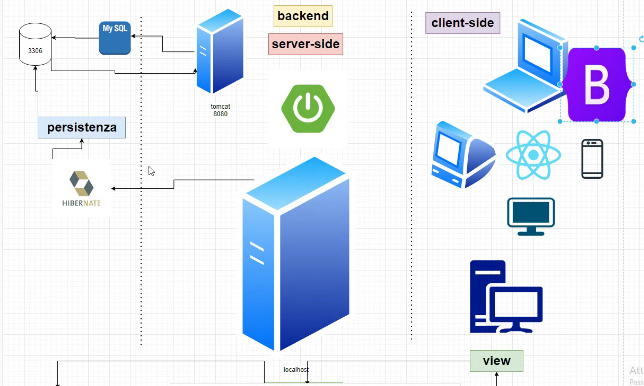 backend
server-side
client-side
My SQL
3306
tomcat
8080
B
persistenza
HIBERNATE
localhost
view